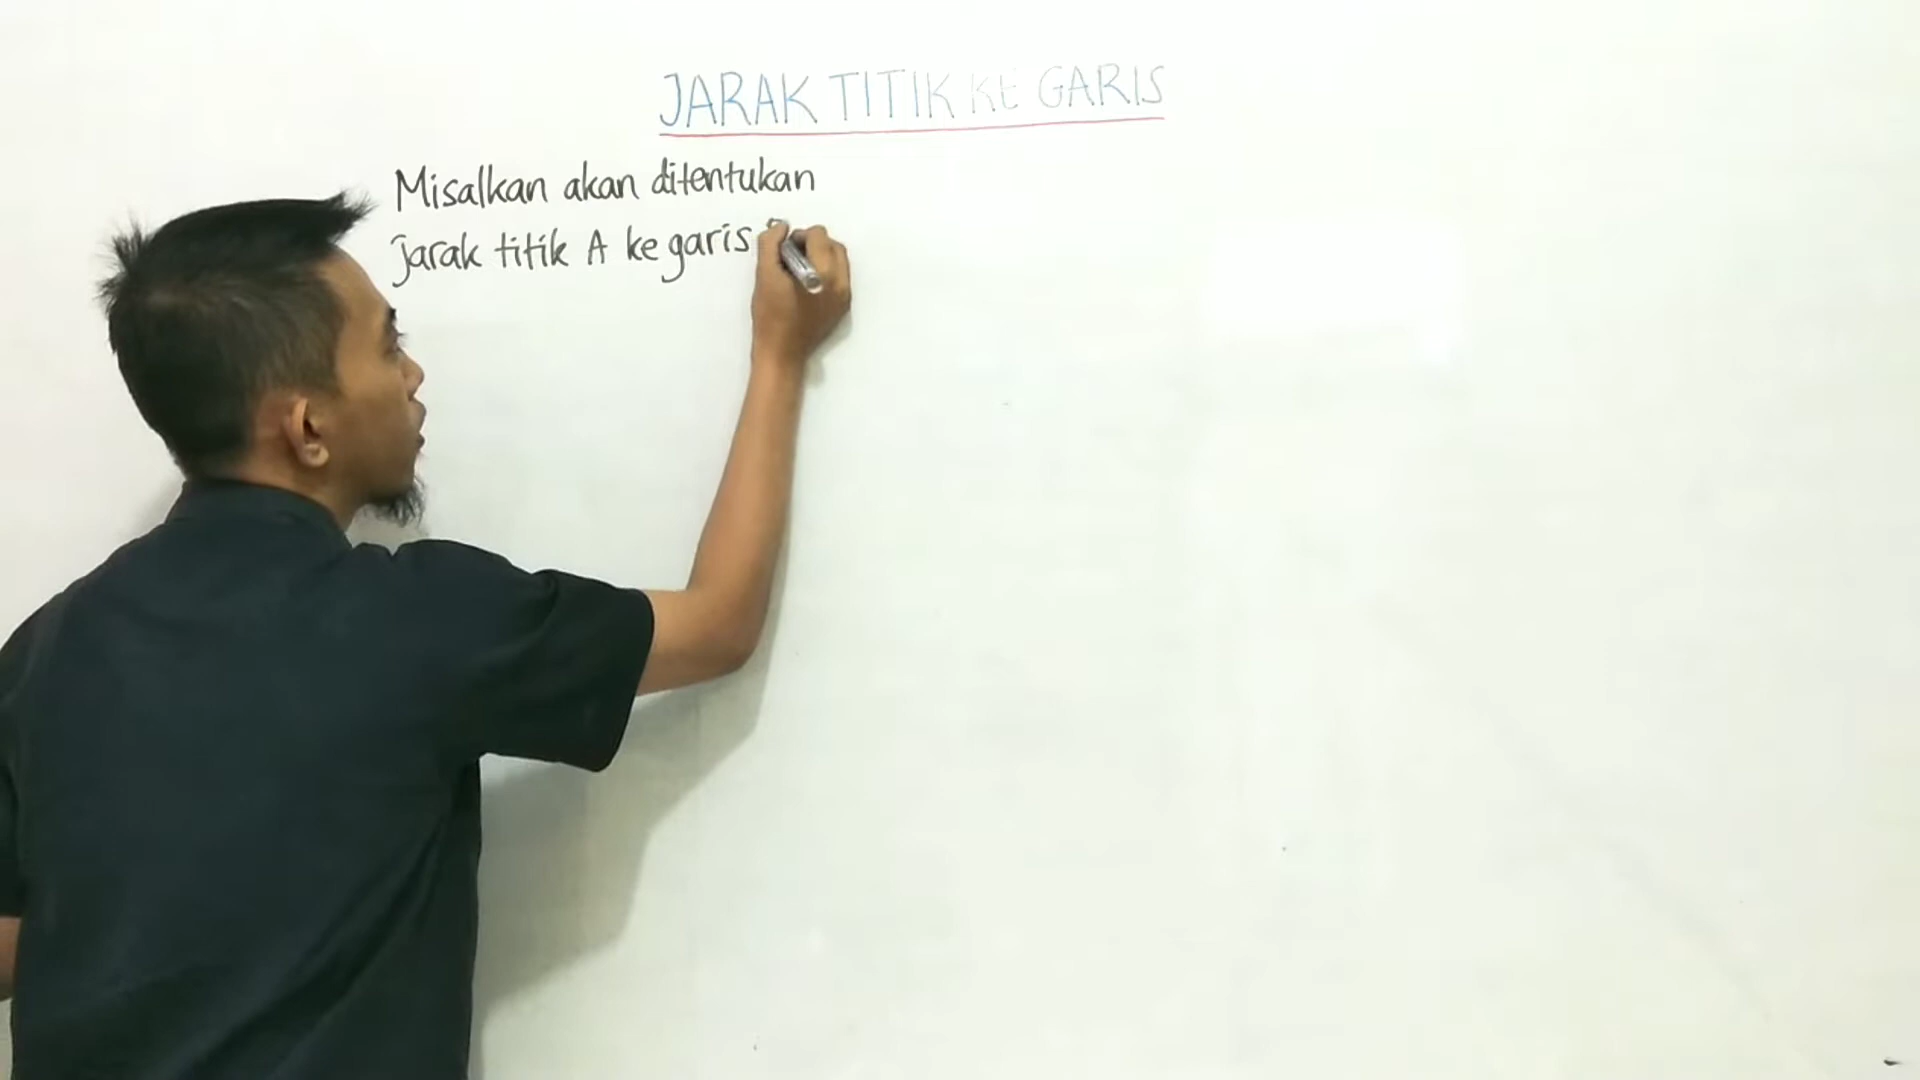 JARAK TITIK KE GARIS
Misalkan akan ditentukan
jarak titik A ke garis